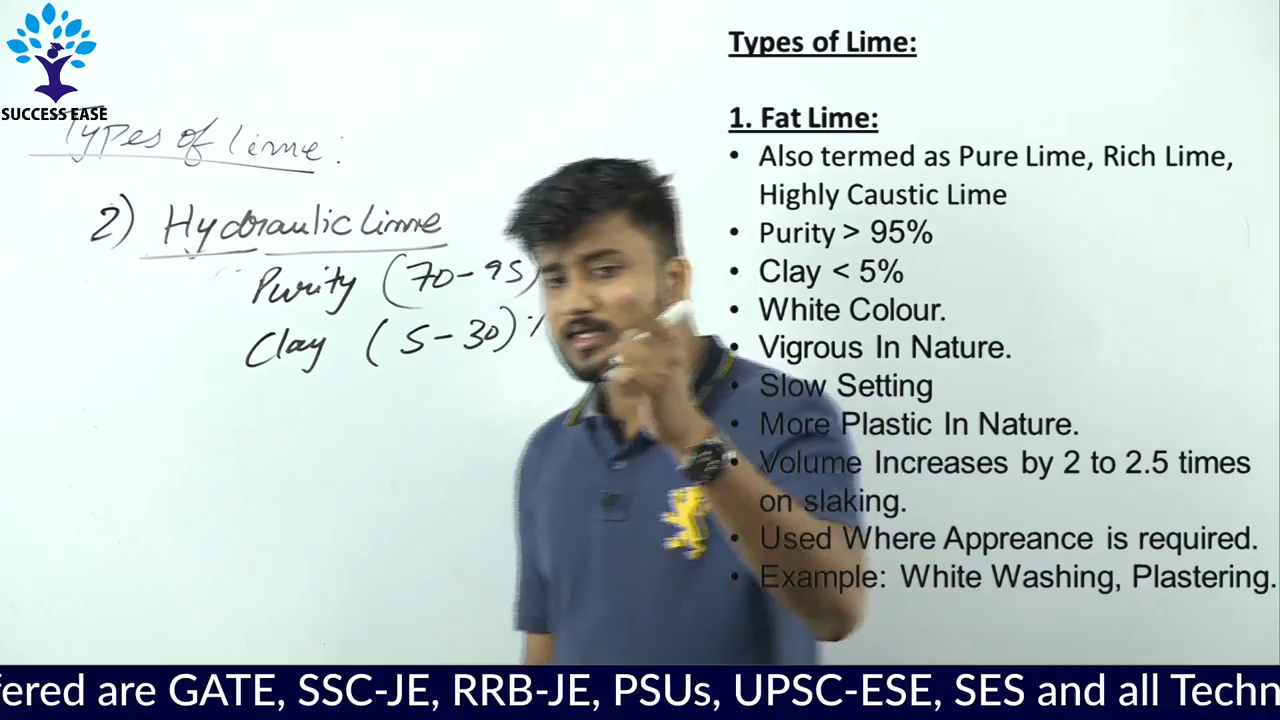 SUCCESS EASE
Types of lime:
2) Hydraulic lime
Purity (70-95)
Clay (5-30) %
Types of Lime:
1. Fat Lime:
• Also termed as Pure Lime, Rich Lime,
Highly Caustic Lime
• Purity > 95%
• Clay < 5%
• White Colour.
• Vigrous In Nature.
• Slow Setting
• More Plastic In Nature.
• Volume Increases by 2 to 2.5 times
on slaking.
• Used Where Appreance is required.
• Example: White Washing, Plastering.
fered are GATE, SSC-JE, RRB-JE, PSUs, UPSC-ESE, SES and all Techn